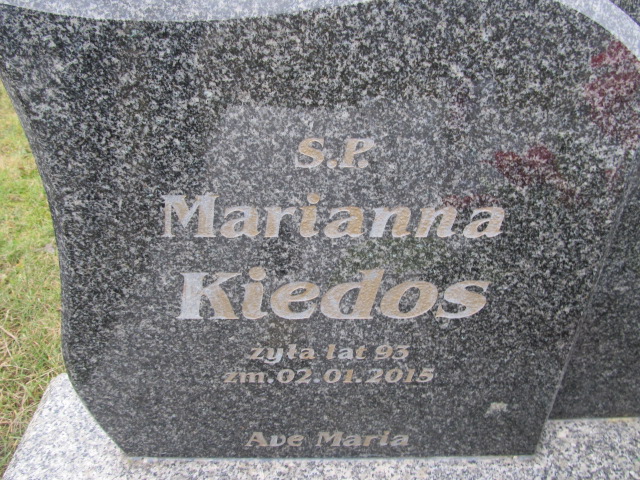 Ś.P.
Marianna
Kiedos
żyła lat 93
zm.02.01.2015
Ave Maria